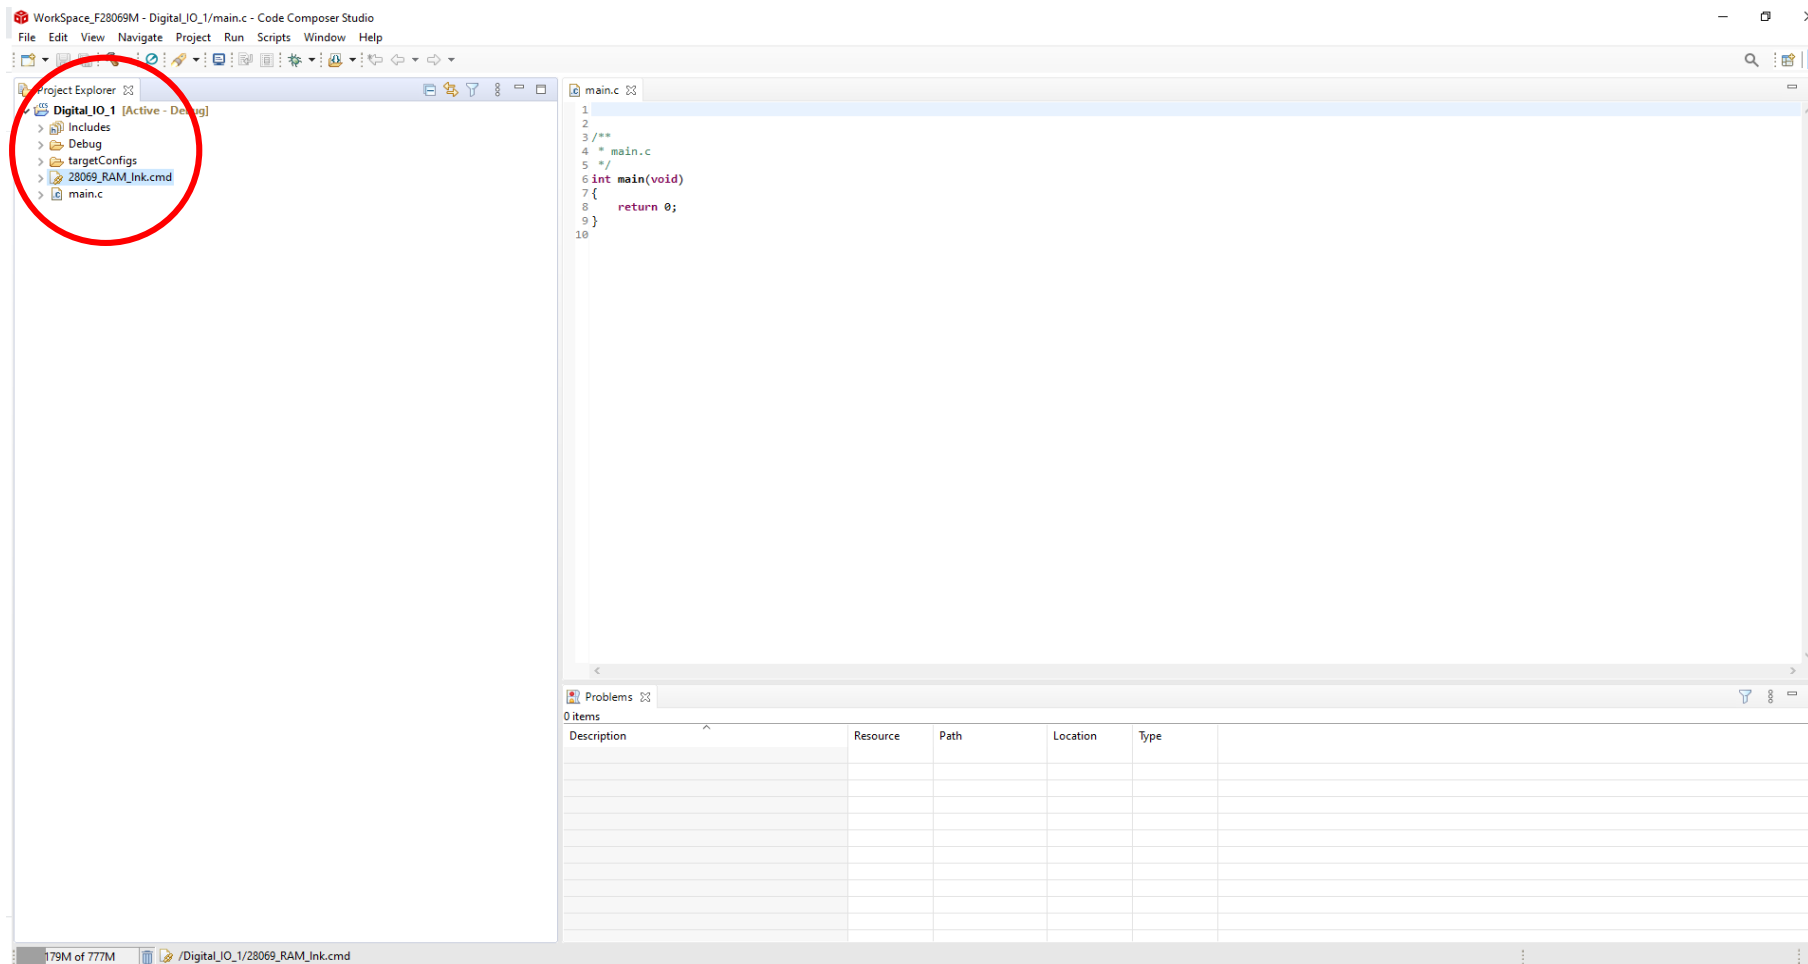 WorkSpace_F28069M - Digital_IO_1/main.c - Code Composer Studio
File Edit View Navigate Project Run Scripts Window Help
Project Explorer
Digital_IO_1 [Active - Debug]
Includes
Debug
targetConfigs
28069_RAM_lnk.cmd
main.c
main.c
1
2
3 /**
4 * main.c
5 */
6 int main(void)
7 {
8 return 0;
9 }
10
Problems
0 items
Description Resource Path Location Type
179M of 777M /Digital_IO_1/28069_RAM_lnk.cmd